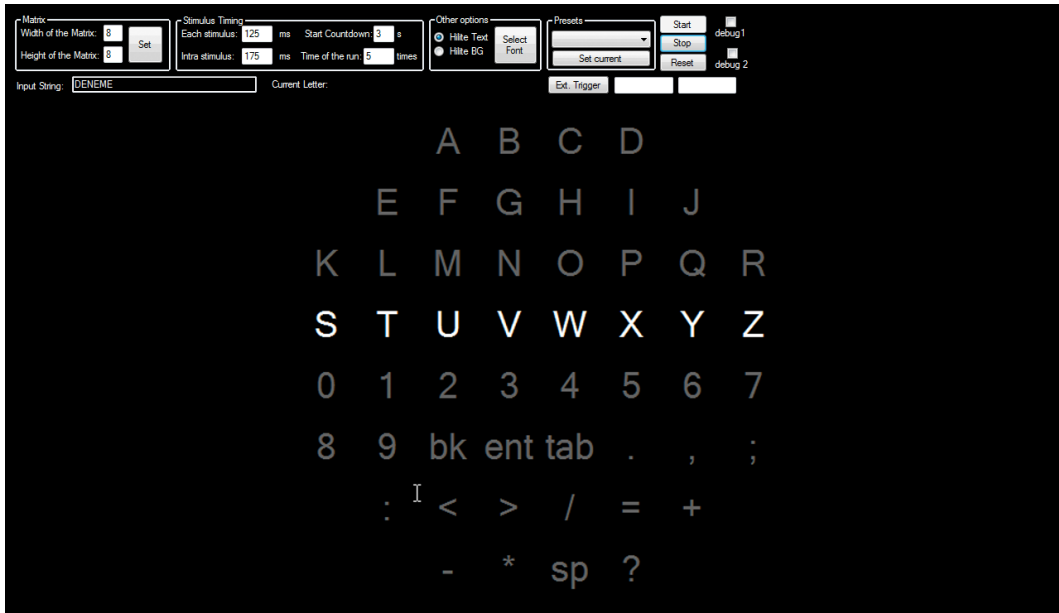 Matrix
Width of the Matrix: 8
Height of the Matrix: 8
Set
Stimulus Timing
Each stimulus: 125 ms Start Countdown: 3 s
Intra stimulus: 175 ms Time of the run: 5 times
Other options
Hilite Text
Hilite BG
Select Font
Presets
Set current
Start
Stop
Reset
debug1
debug 2
Input String: DENEME Current Letter: Ext. Trigger
A B C D
E F G H I J
K L M N O P Q R
S T U V W X Y Z
0 1 2 3 4 5 6 7
8 9 bk ent tab . , ;
: < > / = +
- * sp ?